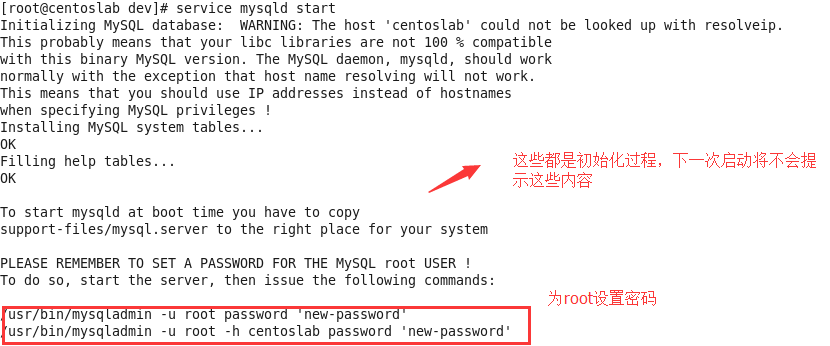 [root@centoslab dev]# service mysqld start
Initializing MySQL database:  WARNING: The host 'centoslab' could not be looked up with resolveip.
This probably means that your libc libraries are not 100 % compatible
with this binary MySQL version. The MySQL daemon, mysqld, should work
normally with the exception that host name resolving will not work.
This means that you should use IP addresses instead of hostnames
when specifying MySQL privileges !
Installing MySQL system tables...
OK
Filling help tables...
OK
这些都是初始化过程，下一次启动将不会提
示这些内容
To start mysqld at boot time you have to copy
support-files/mysql.server to the right place for your system
PLEASE REMEMBER TO SET A PASSWORD FOR THE MySQL root USER !
To do so, start the server, then issue the following commands:
为root设置密码
/usr/bin/mysqladmin -u root password 'new-password'
/usr/bin/mysqladmin -u root -h centoslab password 'new-password'